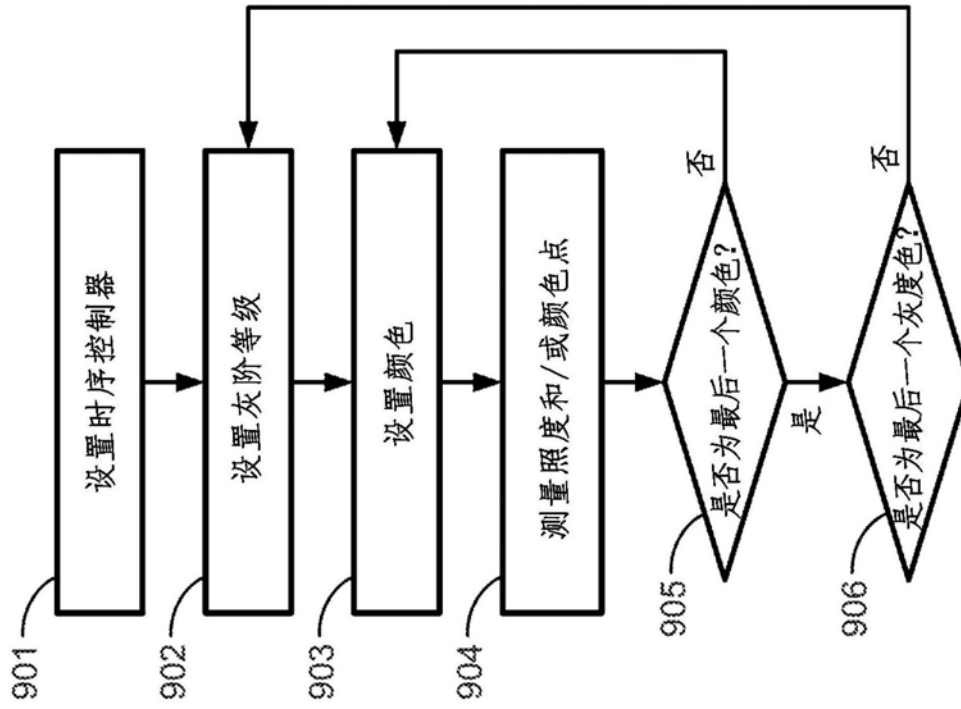 901
设置时序控制器
902
设置灰阶等级
903
设置颜色
904
测量照度和/或颜色点
905
是否为最后一个颜色?
否
是
906
是否为最后一个灰度色?
否